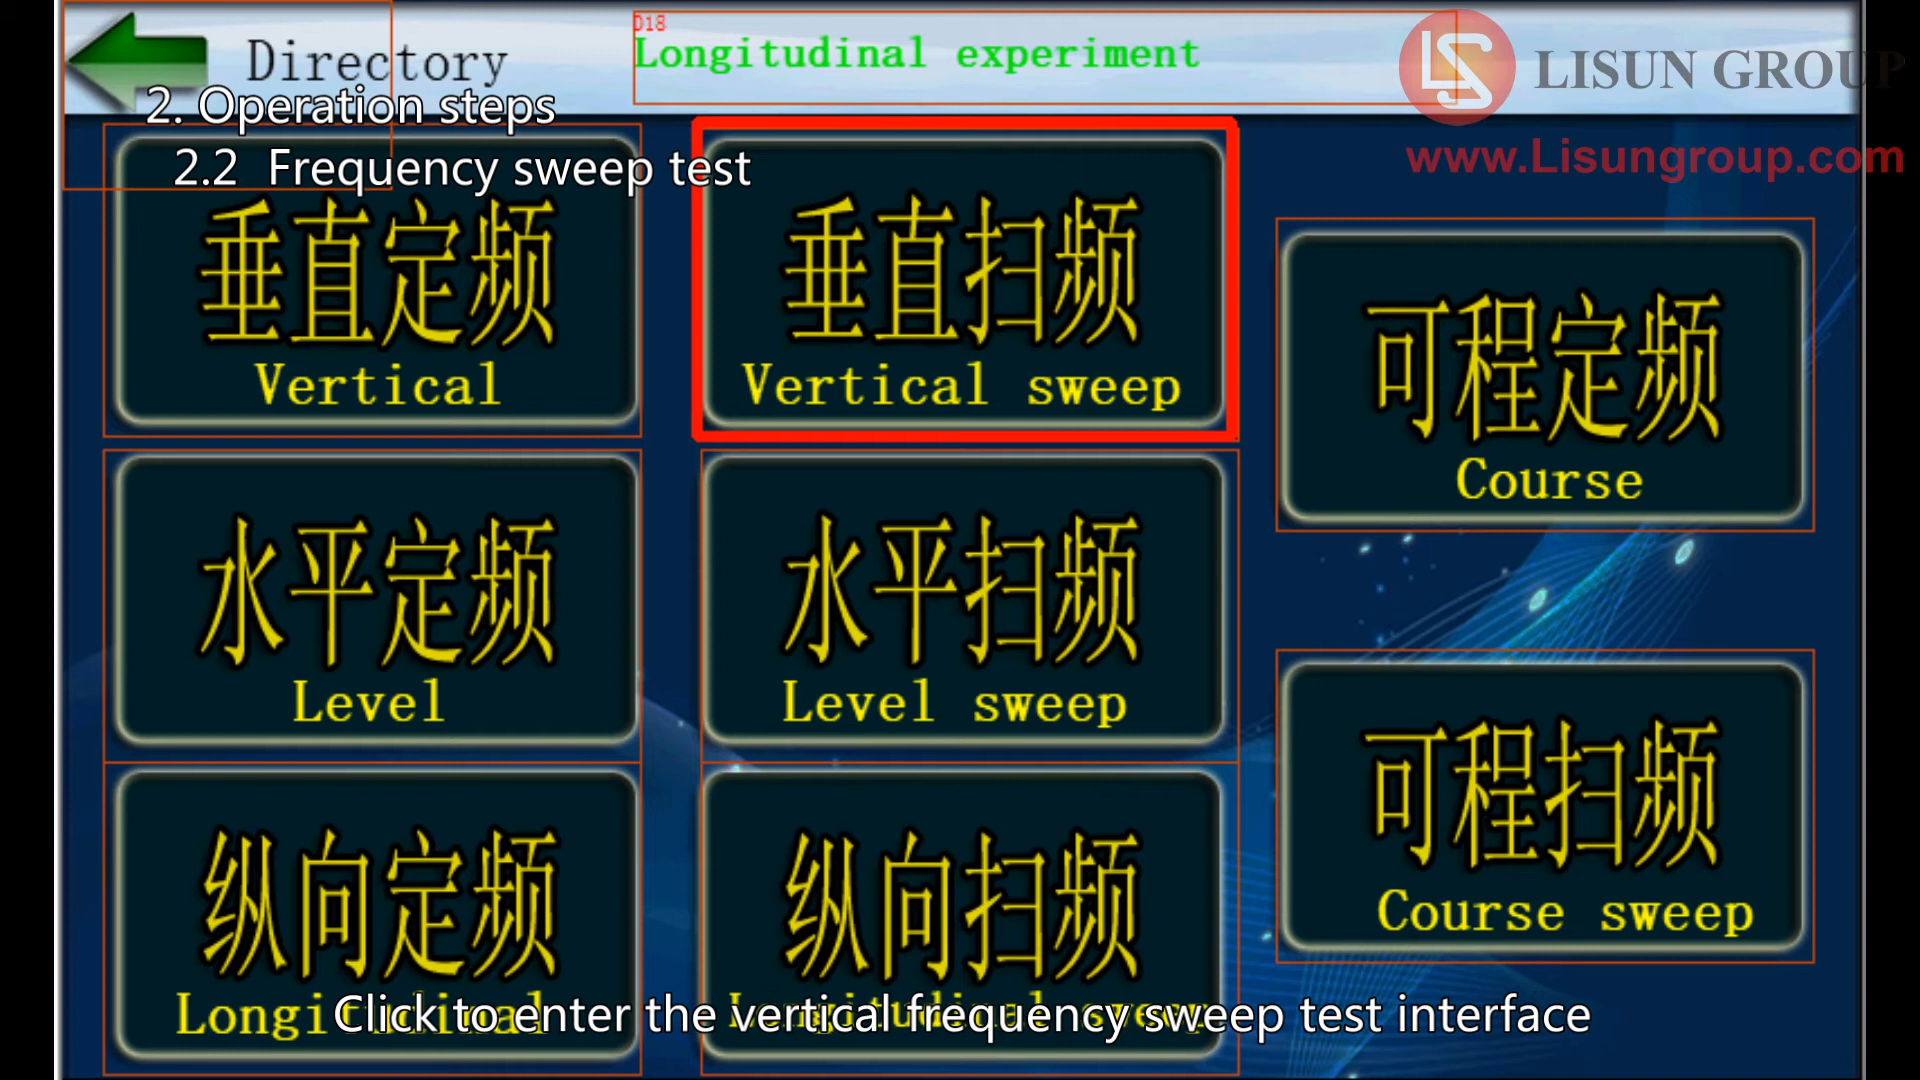 Directory
D18
Longitudinal experiment
LISUN GROUP
www.Lisungroup.com
2. Operation steps
2.2 Frequency sweep test
垂直定频
Vertical
垂直扫频
Vertical sweep
可程定频
Course
水平定频
Level
水平扫频
Level sweep
可程扫频
Course sweep
纵向定频
Longitudinal
纵向扫频
Longitudinal sweep
Click to enter the vertical frequency sweep test interface